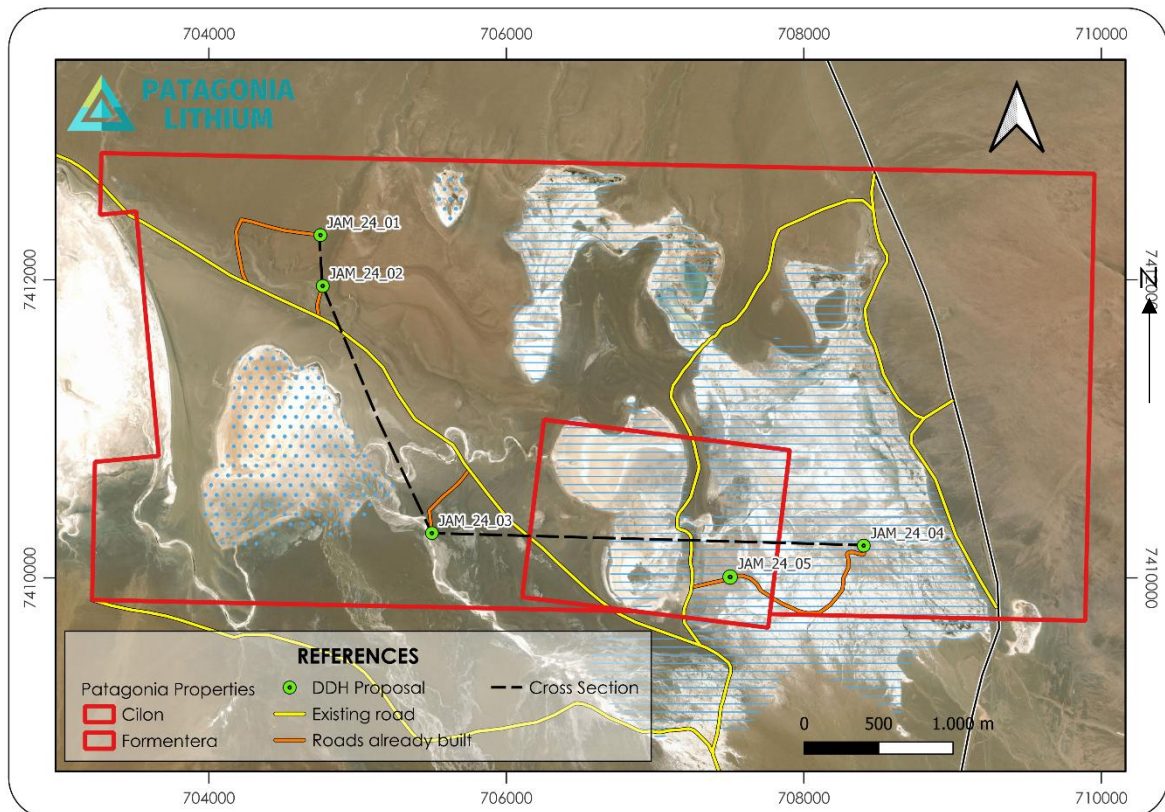 704000 706000 708000 710000
PATAGONIA
LITHIUM
JAM_24_01
JAM_24_02
7412000
7412000
N
JAM_24_03
JAM_24_04
JAM_24_05
7410000
7410000
REFERENCES
Patagonia Properties
Cilon
Formentera
DDH Proposal
Existing road
Roads already built
Cross Section
0 500 1.000 m
704000 706000 708000 710000